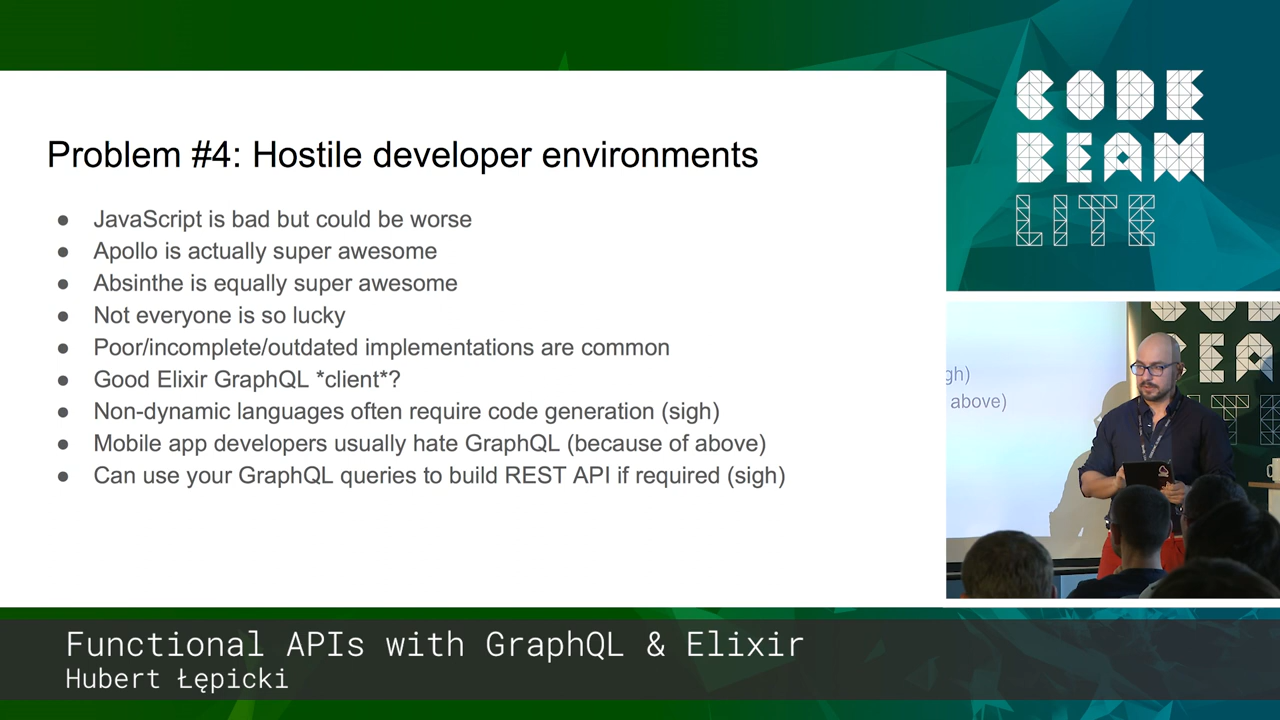 Problem #4: Hostile developer environments
● JavaScript is bad but could be worse
● Apollo is actually super awesome
● Absinthe is equally super awesome
● Not everyone is so lucky
● Poor/incomplete/outdated implementations are common
● Good Elixir GraphQL *client*?
● Non-dynamic languages often require code generation (sigh)
● Mobile app developers usually hate GraphQL (because of above)
● Can use your GraphQL queries to build REST API if required (sigh)
CODE
BEAM
LITE
gh)
above)
CODE
BEA
LIT
Functional APIs with GraphQL & Elixir
Hubert Łępicki